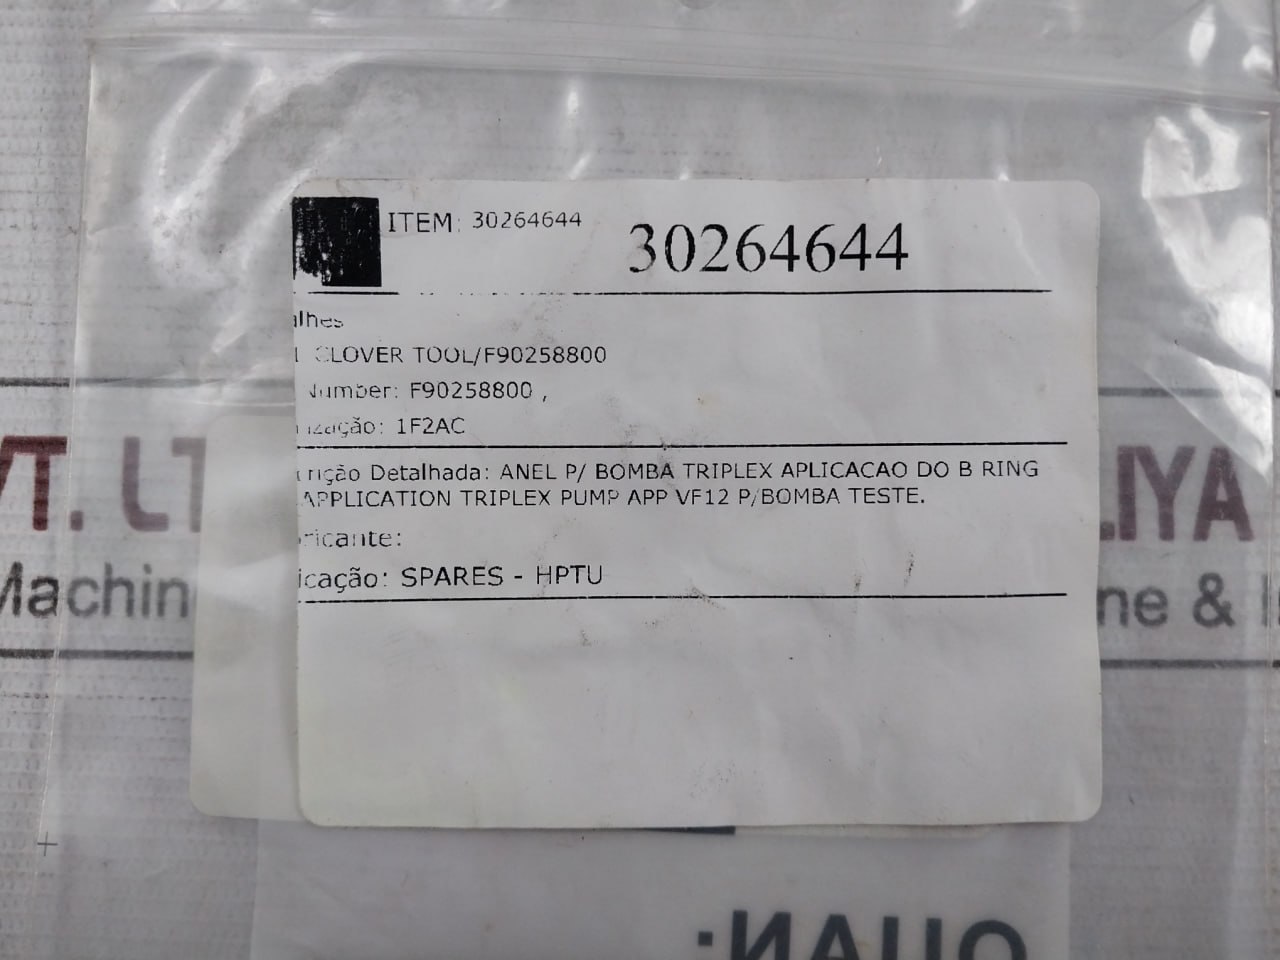 ITEM: 30264644
30264644
alhes
CLOVER TOOL/F90258800
Number: F90258800 ,
ização: 1F2AC
rição Detalhada: ANEL P/ BOMBA TRIPLEX APLICACAO DO B RING
APPLICATION TRIPLEX PUMP APP VF12 P/BOMBA TESTE.
ricante:
icação: SPARES - HPTU
VT. LT
LIYA
Machin
ne &
QUAN.